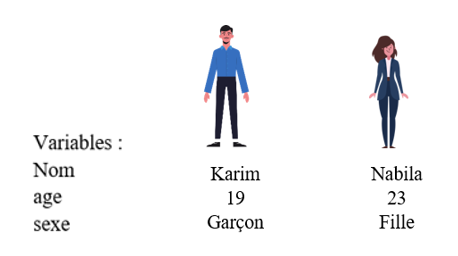 Variables :
Nom Karim Nabila
age 19 23
sexe Garçon Fille